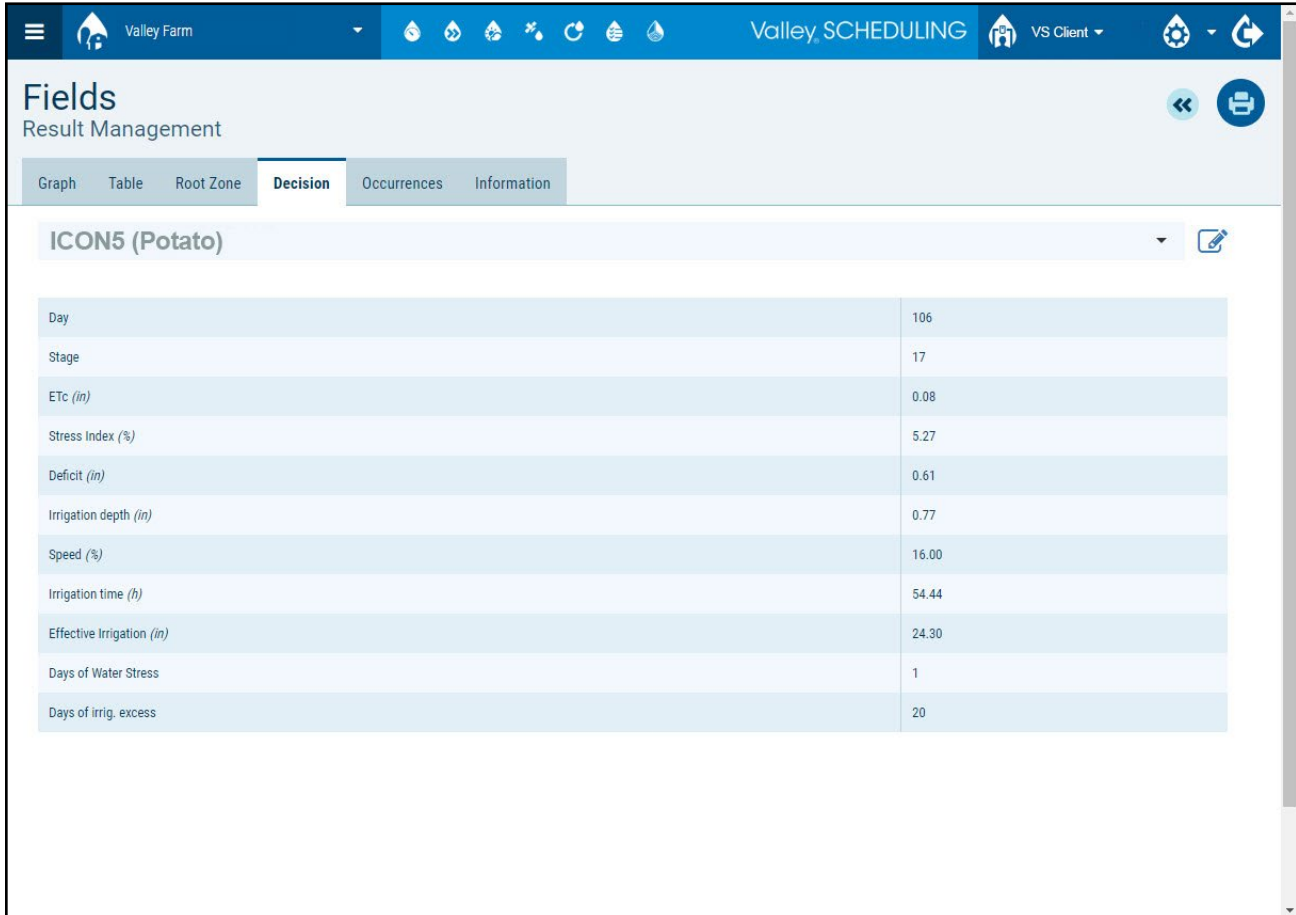 Valley Farm
Valley® SCHEDULING
VS Client
Fields
Result Management
Graph Table Root Zone Decision Occurrences Information
ICON5 (Potato)
Day 106
Stage 17
ETc (in) 0.08
Stress Index (%) 5.27
Deficit (in) 0.61
Irrigation depth (in) 0.77
Speed (%) 16.00
Irrigation time (h) 54.44
Effective Irrigation (in) 24.30
Days of Water Stress 1
Days of irrig. excess 20